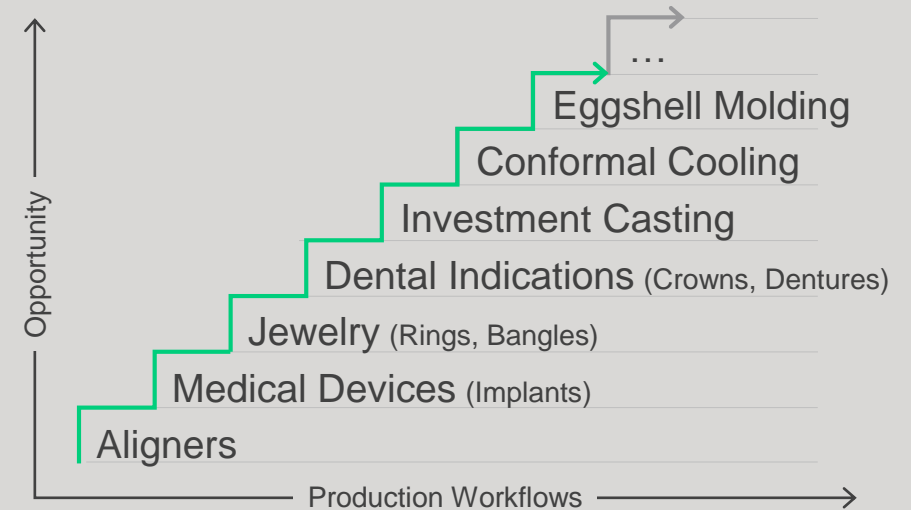 …
Eggshell Molding
Conformal Cooling
Investment Casting
Dental Indications (Crowns, Dentures)
Jewelry (Rings, Bangles)
Medical Devices (Implants)
Aligners
Opportunity
Production Workflows